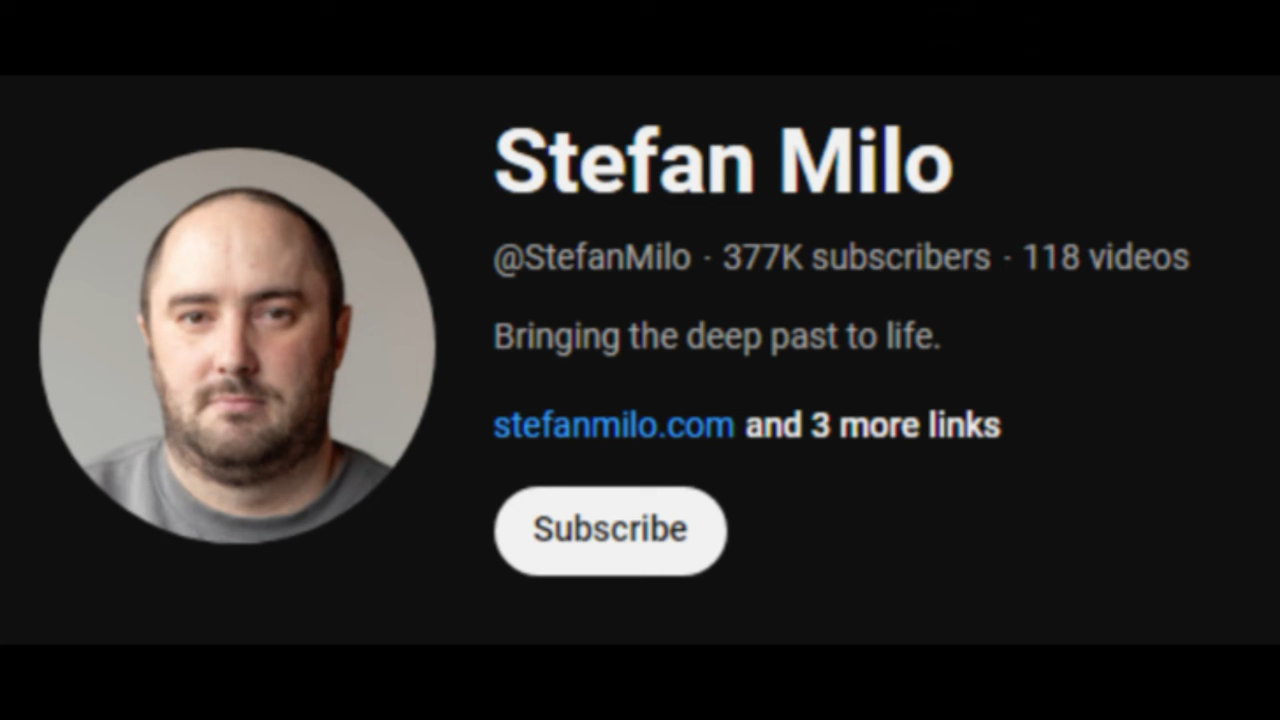 Stefan Milo
@StefanMilo · 377K subscribers · 118 videos
Bringing the deep past to life.
stefanmilo.com and 3 more links
Subscribe